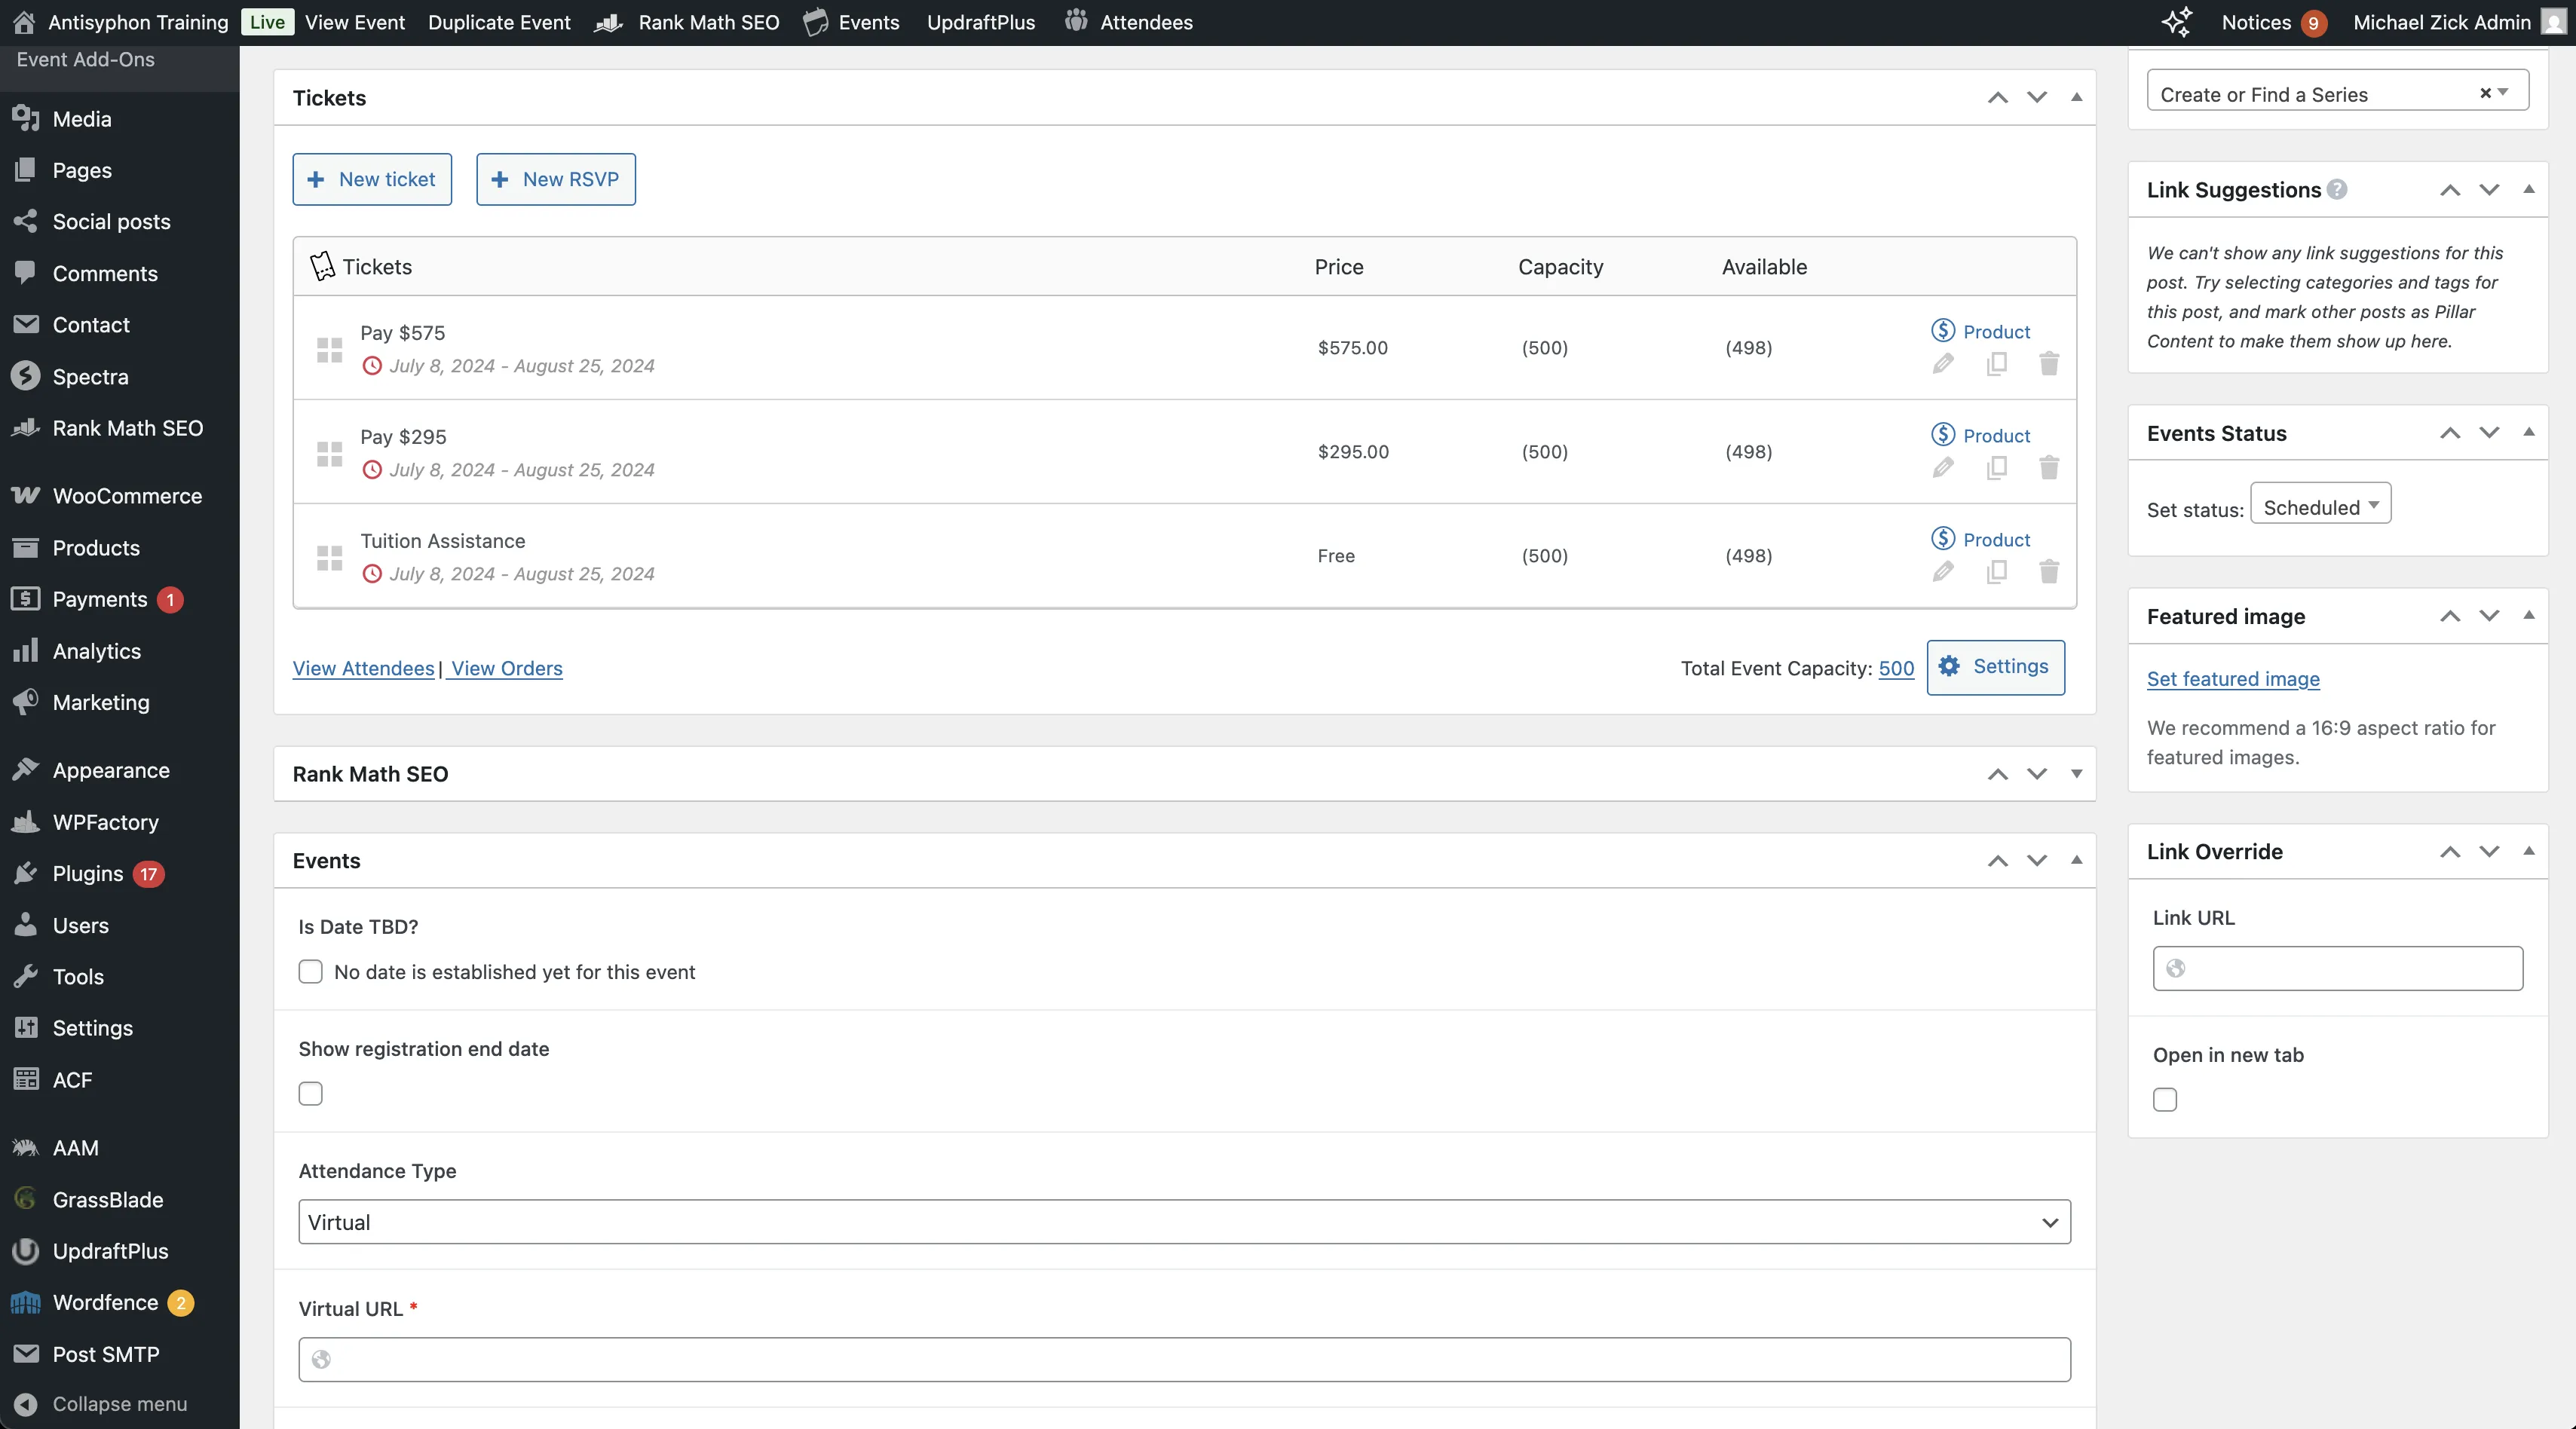 Antisyphon Training Live View Event Duplicate Event Rank Math SEO Events UpdraftPlus Attendees Notices 9 Michael Zick Admin
Event Add-Ons
Media
Pages
Social posts
Comments
Contact
Spectra
Rank Math SEO
WooCommerce
Products
Payments 1
Analytics
Marketing
Appearance
WPFactory
Plugins 17
Users
Tools
Settings
ACF
AAM
GrassBlade
UpdraftPlus
Wordfence 2
Post SMTP
Collapse menu
Tickets
New ticket New RSVP
Tickets Price Capacity Available
Pay $575
July 8, 2024 - August 25, 2024
$575.00 (500) (498) Product
Pay $295
July 8, 2024 - August 25, 2024
$295.00 (500) (498) Product
Tuition Assistance
July 8, 2024 - August 25, 2024
Free (500) (498) Product
View Attendees | View Orders Total Event Capacity: 500 Settings
Rank Math SEO
Events
Is Date TBD?
No date is established yet for this event
Show registration end date
Attendance Type
Virtual
Virtual URL *
Create or Find a Series ×
Link Suggestions ?
We can't show any link suggestions for this
post. Try selecting categories and tags for
this post, and mark other posts as Pillar
Content to make them show up here.
Events Status
Set status: Scheduled
Featured image
Set featured image
We recommend a 16:9 aspect ratio for
featured images.
Link Override
Link URL
Open in new tab